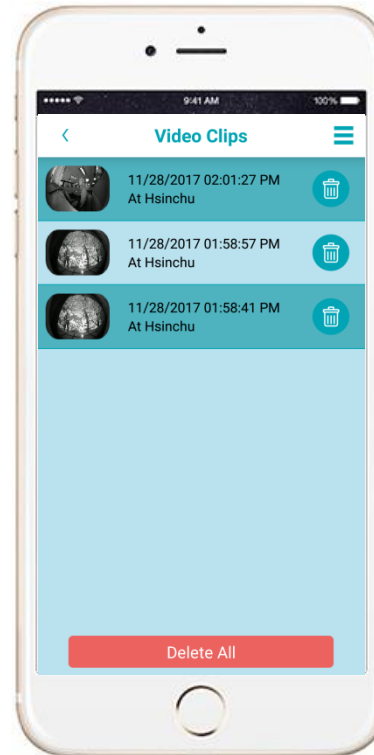 9:41 AM
100%
Video Clips
11/28/2017 02:01:27 PM
At Hsinchu
11/28/2017 01:58:57 PM
At Hsinchu
11/28/2017 01:58:41 PM
At Hsinchu
Delete All